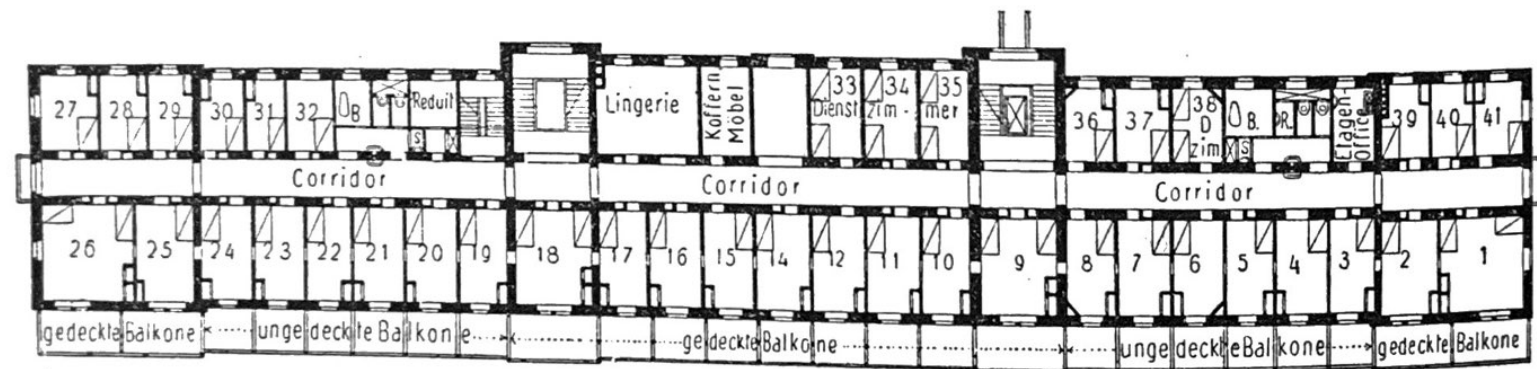 27 28 29 30 31 32 B. Reduit Lingerie Koffern Möbel 33 34 35 36 37 38 B. PR. Etagen-Office 39 40 41
Dienst zim- mer D zim.
S S
Corridor Corridor Corridor
26 25 24 23 22 21 20 19 18 17 16 15 14 12 11 10 9 8 7 6 5 4 3 2 1
gedeckte Balkone ungedeckte Balkone gedeckte Balkone ungedeckte Balkone gedeckte Balkone